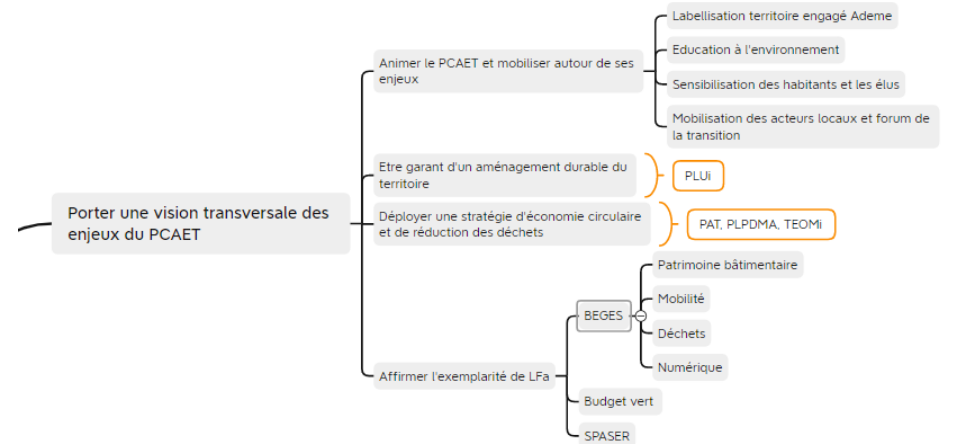 Porter une vision transversale des
enjeux du PCAET
Animer le PCAET et mobiliser autour de ses
enjeux
Labellisation territoire engagé Ademe
Education à l'environnement
Sensibilisation des habitants et les élus
Mobilisation des acteurs locaux et forum de
la transition
Etre garant d'un aménagement durable du
territoire
PLUi
Déployer une stratégie d'économie circulaire
et de réduction des déchets
PAT, PLPDMA, TEOMi
Affirmer l'exemplarité de LFa
BEGES
Patrimoine bâtimentaire
Mobilité
Déchets
Numérique
Budget vert
SPASER